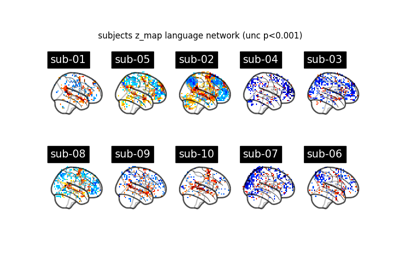 subjects z_map language network (unc p<0.001)
sub-01 sub-05 sub-02 sub-04 sub-03
sub-08 sub-09 sub-10 sub-07 sub-06